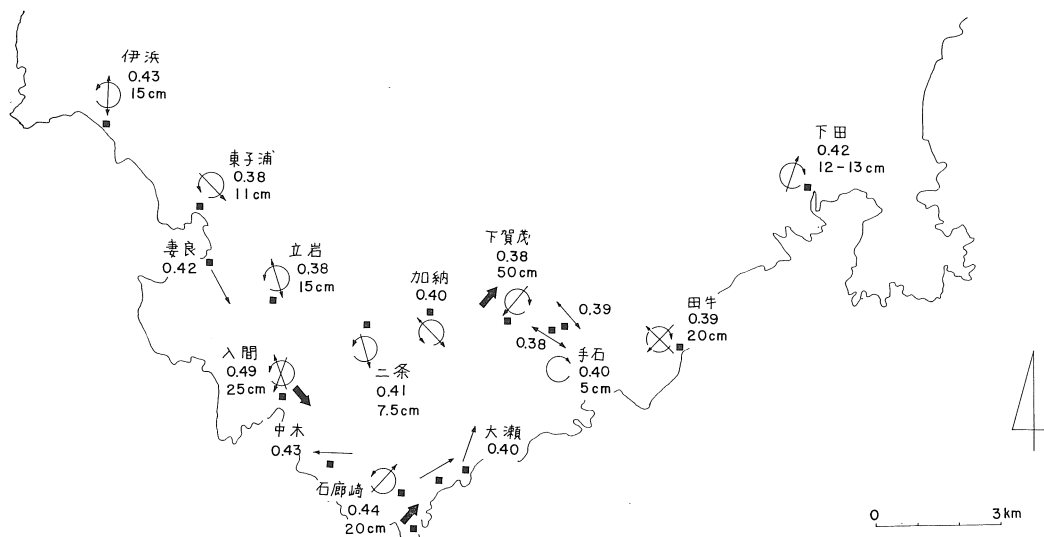 伊浜
0.43
15cm
東子浦
0.38
11cm
妻良
0.42
立岩
0.38
15cm
加納
0.40
下賀茂
0.38
50cm
下田
0.42
12-13cm
0.39
0.38
田牛
0.39
20cm
手石
0.40
5cm
入間
0.49
25cm
二条
0.41
7.5cm
中木
0.43
大瀬
0.40
石廊崎
0.44
20cm
0 3km